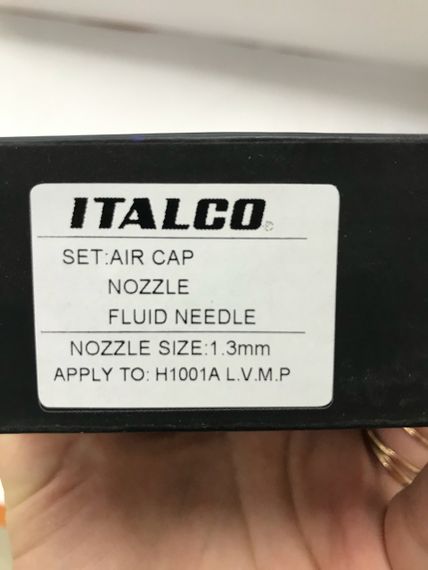 ITALCO
SET:AIR CAP
NOZZLE
FLUID NEEDLE
NOZZLE SIZE:1.3mm
APPLY TO: H1001A L.V.M.P